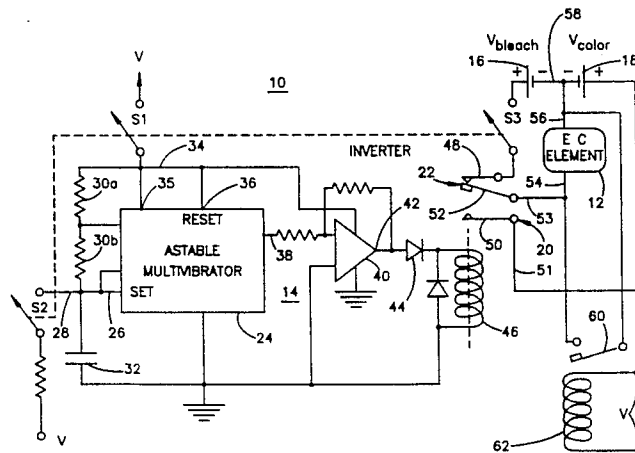 58
V
10
Vbleach
Vcolor
16
+
-
-
+
18
S1
S3
56
34
INVERTER
48
E C
ELEMENT
30a
35
36
22
54
12
RESET
42
52
53
30b
ASTABLE
MULTIVIBRATOR
38
50
20
51
40
44
S2
SET
14
28
26
24
46
60
32
V
62
V